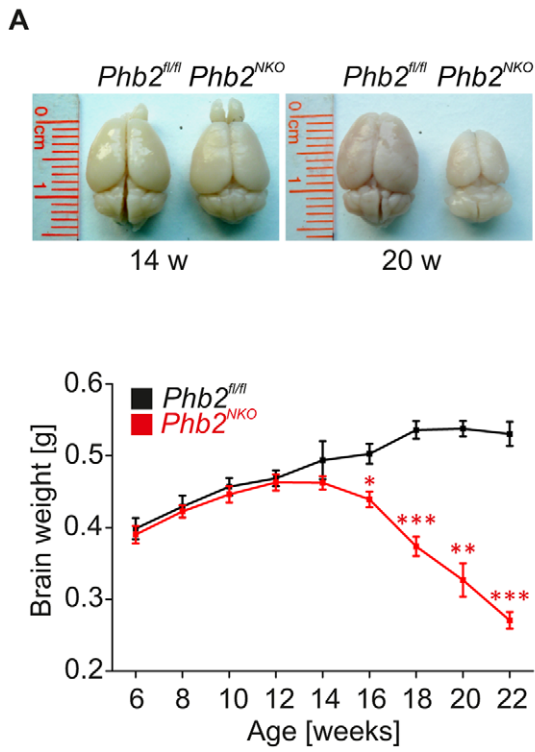 A
Phb2fl/fl Phb2NKO Phb2fl/fl Phb2NKO
0 cm 1 0 cm 1
14 w 20 w
0.6
Phb2fl/fl
Phb2NKO
0.5
*
0.4
***
**
0.3
***
0.2
Brain weight [g]
6 8 10 12 14 16 18 20 22
Age [weeks]